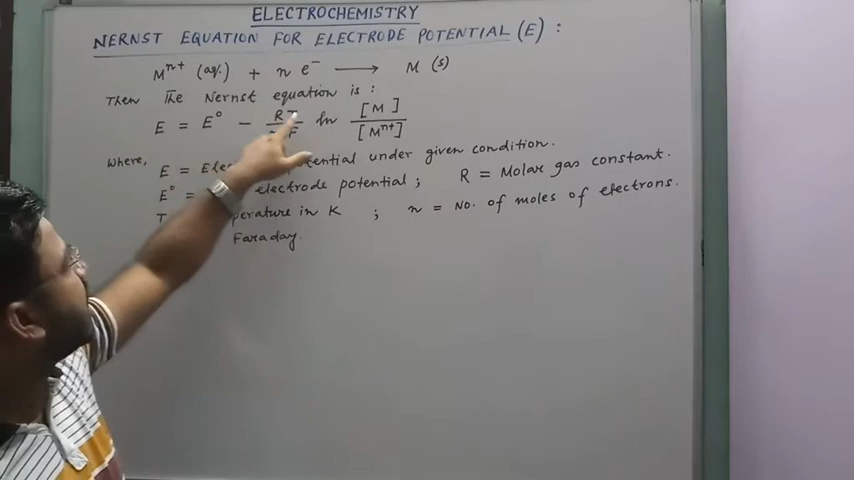 ELECTROCHEMISTRY
NERNST EQUATION FOR ELECTRODE POTENTIAL (E) :
Mⁿ⁺ (aq.) + n e⁻ ⟶ M (s)
Then The Nernst equation is :
E = E° - RT/F ln [M]/[Mⁿ⁺]
where, E = potential under given condition.
E° = electrode potential ; R = Molar gas constant.
T perature in K ; n = No. of moles of electrons.
Faraday.